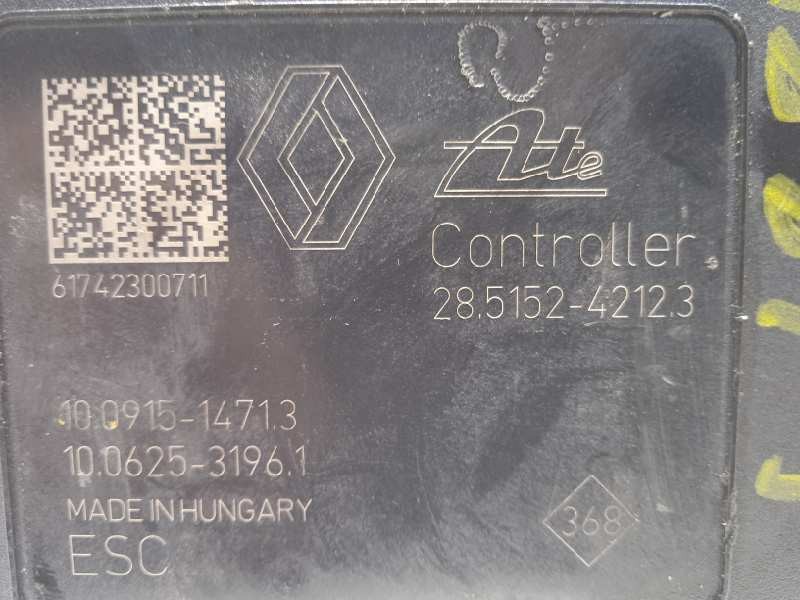 Ate
Controller
28.5152-4212.3
61742300711
10.0915-1471.3
10.0625-3196.1
MADE IN HUNGARY
ESC
368